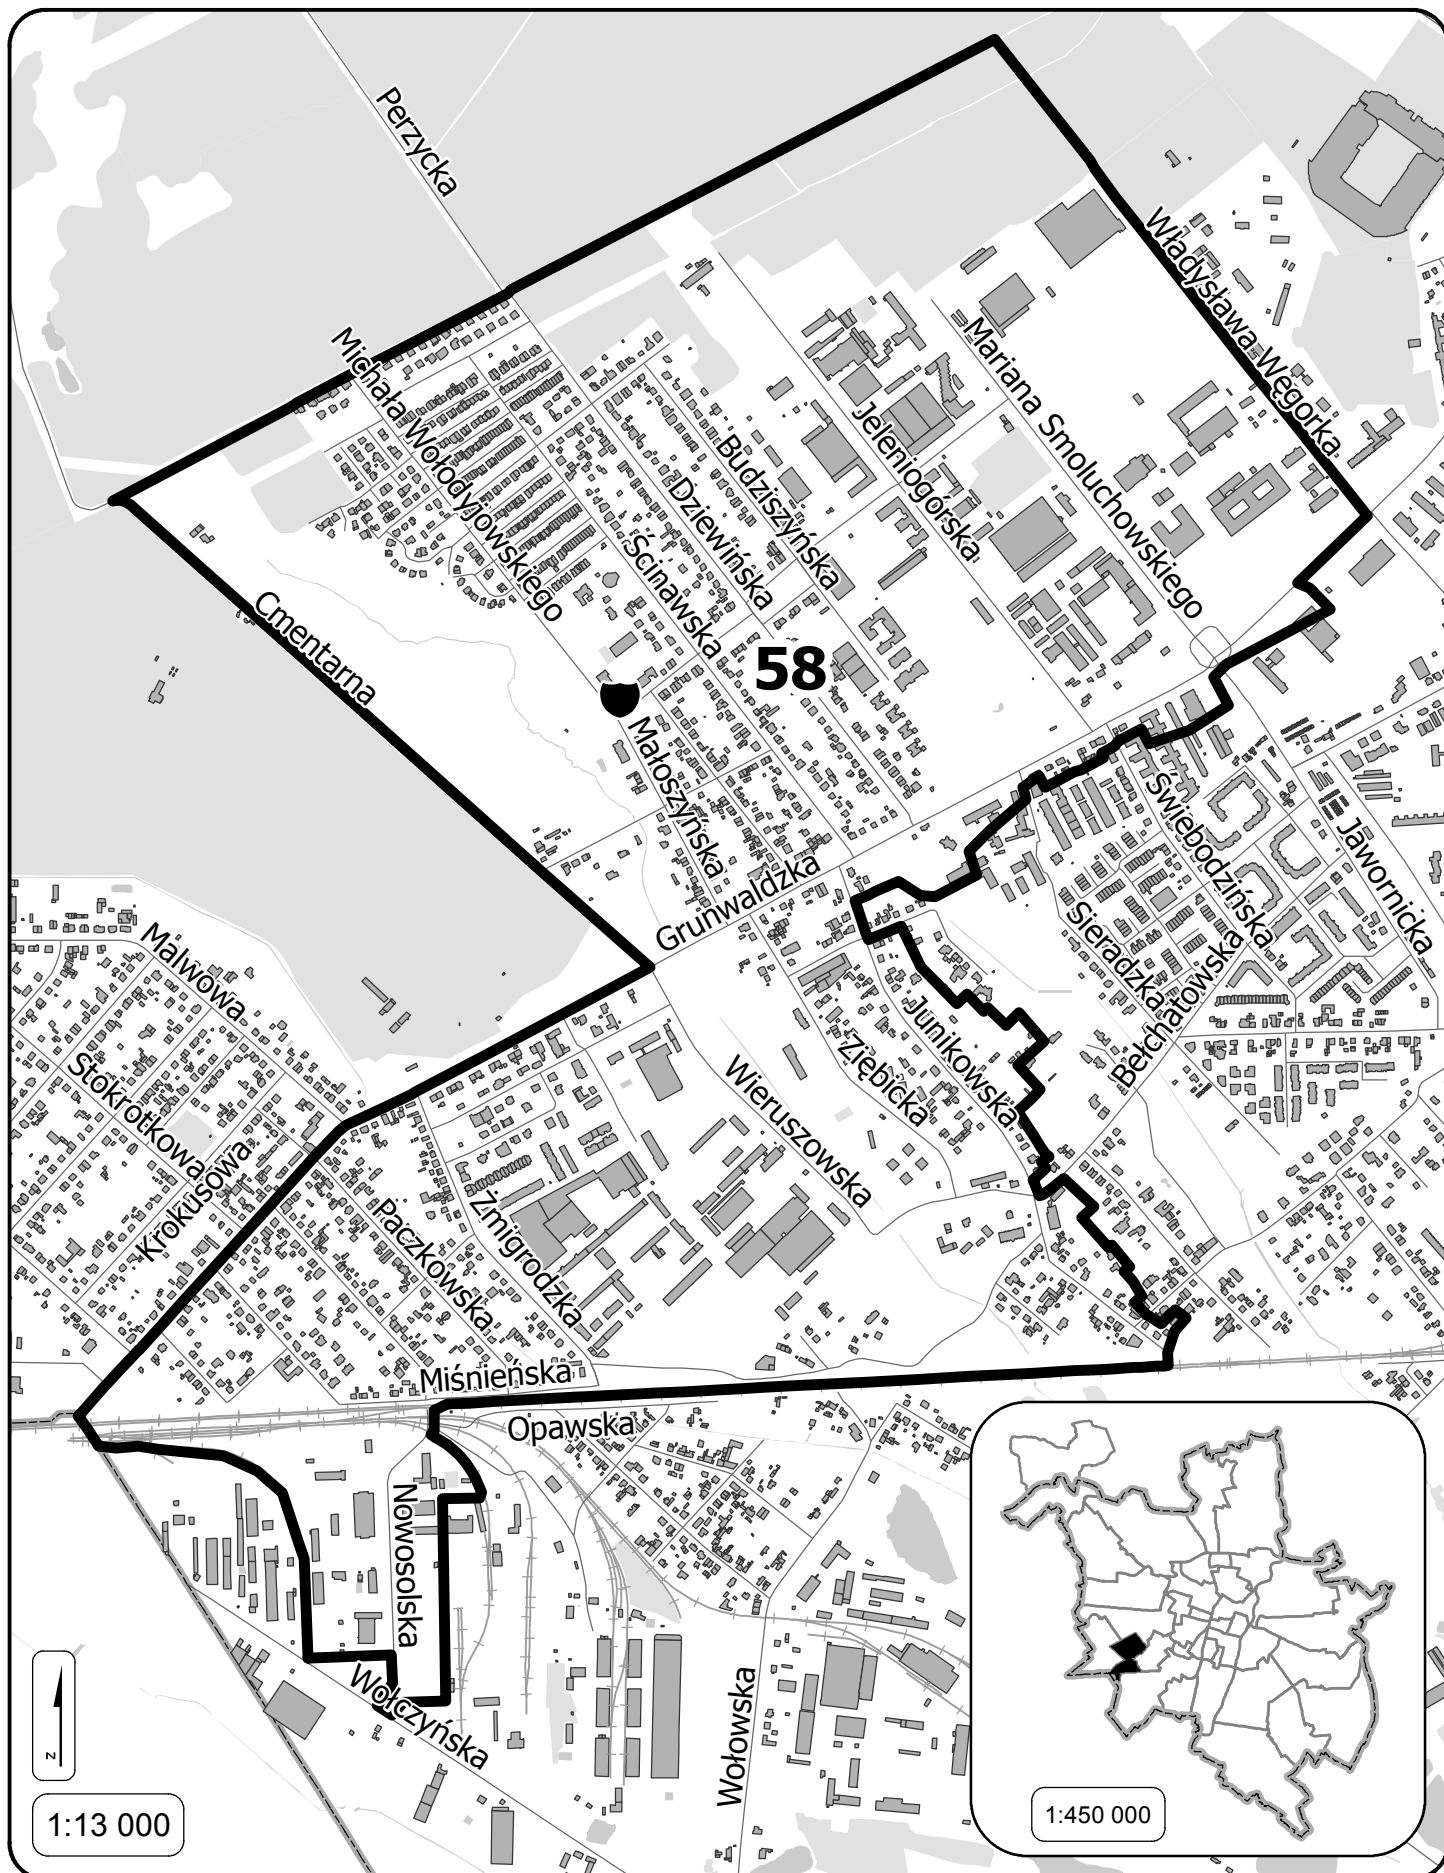 Perzycka
Władysława Węgorka
Michała Wołodyjowskiego
Mariana Smoluchowskiego
Jeleniogórska
Budziszyńska
Dziewińska
Ścinawska
Cmentarna
58
Małoszyńska
Świebodzińska
Jawornicka
Grunwaldzka
Sieradzka
Bełchatowska
Malwowa
Junikowska
Ziębicka
Wieruszowska
Stokrotkowa
Krokusowa
Paczkowska
Żmigrodzka
Miśnieńska
Opawska
Nowosolska
Wołczyńska
Wołowska
z
1:13 000
1:450 000